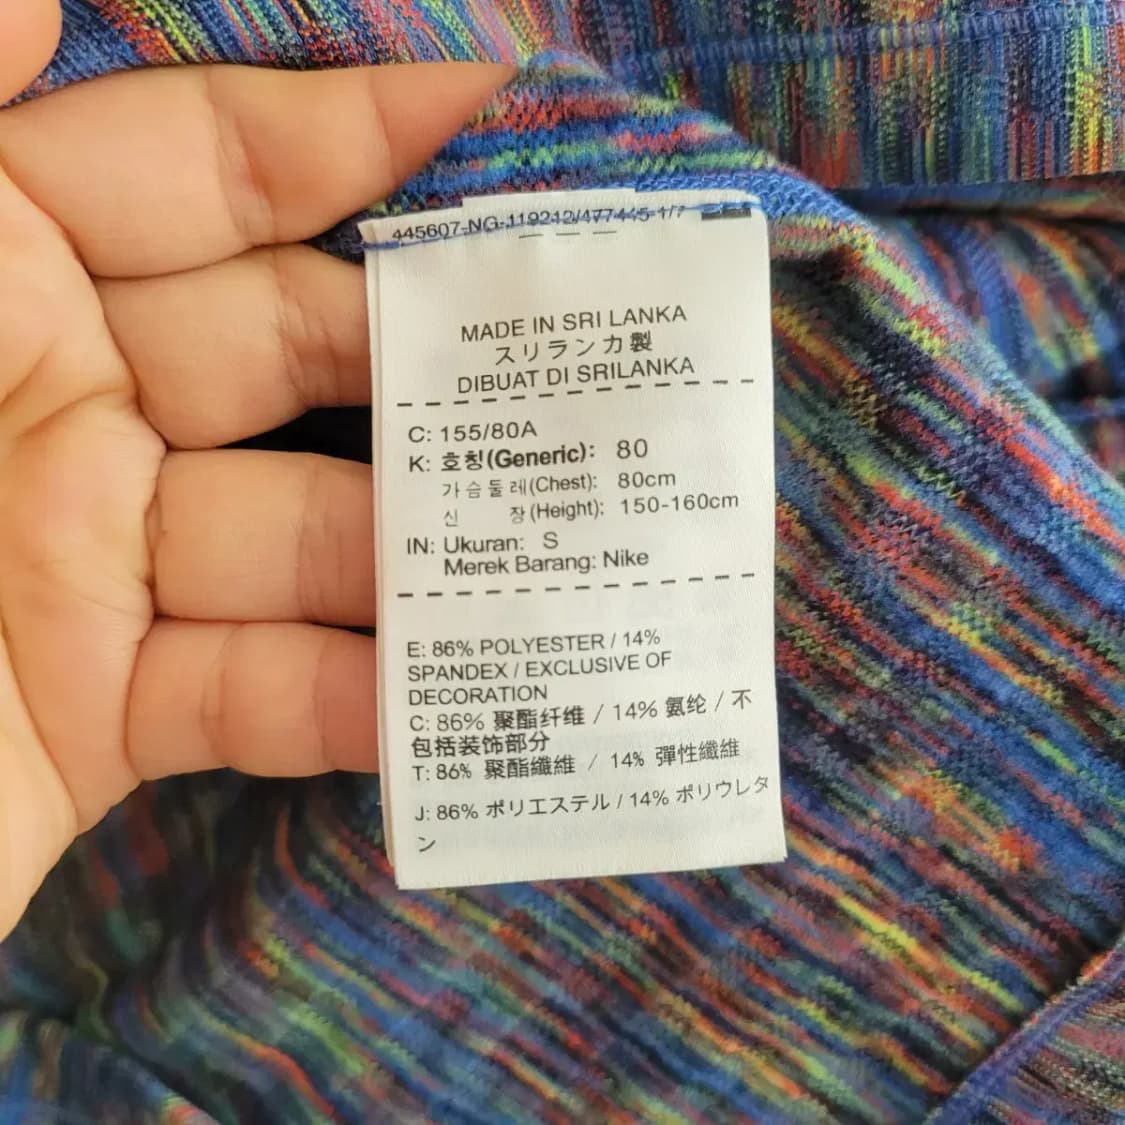 445607-NG-119212/477445-1/7
MADE IN SRI LANKA
スリランカ製
DIBUAT DI SRILANKA
C: 155/80A
K: 호칭(Generic): 80
가슴둘레(Chest): 80cm
신 장(Height): 150-160cm
IN: Ukuran: S
Merek Barang: Nike
E: 86% POLYESTER / 14%
SPANDEX / EXCLUSIVE OF
DECORATION
C: 86% 聚酯纤维 / 14% 氨纶 / 不
包括装饰部分
T: 86% 聚酯纖維 / 14% 彈性纖維
J: 86% ポリエステル / 14% ポリウレタ
ン